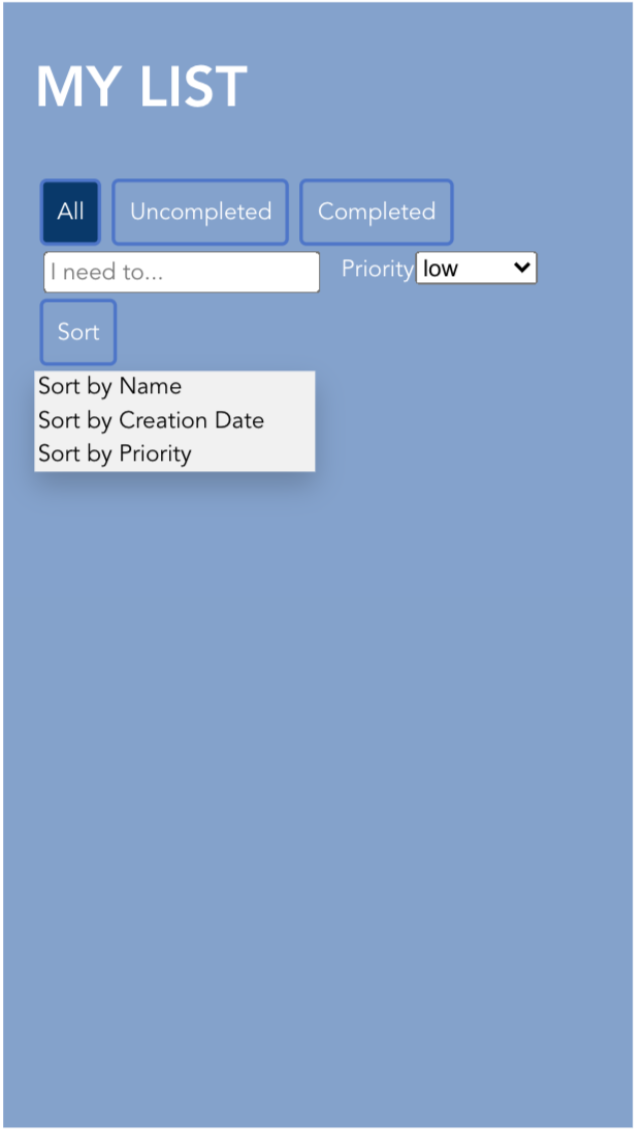 MY LIST
All Uncompleted Completed
I need to... Priority low
Sort
Sort by Name
Sort by Creation Date
Sort by Priority